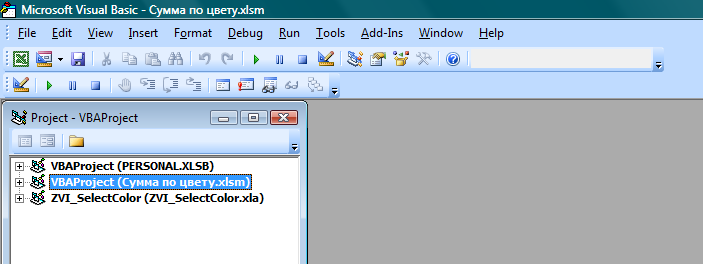 Microsoft Visual Basic - Сумма по цвету.xlsm
File Edit View Insert Format Debug Run Tools Add-Ins Window Help
Project - VBAProject
VBAProject (PERSONAL.XLSB)
VBAProject (Сумма по цвету.xlsm)
ZVI_SelectColor (ZVI_SelectColor.xla)